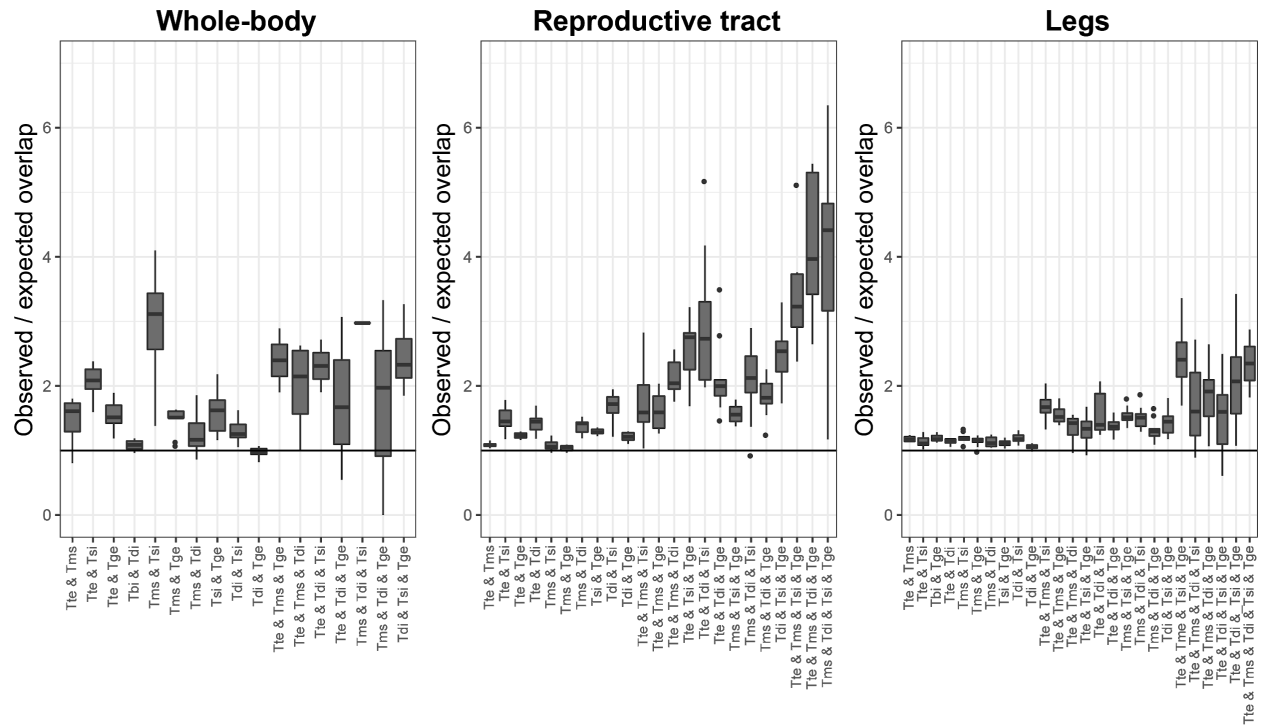 Whole-body
Observed / expected overlap
6
4
2
0
Tte & Tms
Tte & Tsi
Tte & Tge
Tbi & Tdi
Tms & Tsi
Tms & Tge
Tms & Tdi
Tsi & Tge
Tdi & Tsi
Tdi & Tge
Tte & Tms & Tge
Tte & Tms & Tdi
Tte & Tdi & Tsi
Tte & Tdi & Tge
Tms & Tdi & Tsi
Tms & Tdi & Tge
Tdi & Tsi & Tge
Reproductive tract
Observed / expected overlap
6
4
2
0
Tte & Tms
Tte & Tsi
Tte & Tge
Tte & Tdi
Tms & Tsi
Tms & Tge
Tms & Tdi
Tsi & Tge
Tdi & Tsi
Tdi & Tge
Tte & Tms & Tsi
Tte & Tms & Tge
Tte & Tms & Tdi
Tte & Tsi & Tge
Tte & Tdi & Tsi
Tte & Tdi & Tge
Tms & Tsi & Tge
Tms & Tdi & Tsi
Tms & Tdi & Tge
Tdi & Tsi & Tge
Tte & Tms & Tsi & Tge
Tte & Tms & Tdi & Tge
Tms & Tdi & Tsi & Tge
Legs
Observed / expected overlap
6
4
2
0
Tte & Tms
Tte & Tsi
Tbi & Tge
Tte & Tdi
Tms & Tsi
Tms & Tge
Tms & Tdi
Tsi & Tge
Tdi & Tsi
Tdi & Tge
Tte & Tms & Tsi
Tte & Tms & Tge
Tte & Tms & Tdi
Tte & Tsi & Tge
Tte & Tdi & Tsi
Tte & Tdi & Tge
Tms & Tsi & Tge
Tms & Tdi & Tsi
Tms & Tdi & Tge
Tdi & Tsi & Tge
Tte & Tme & Tsi & Tge
Tte & Tms & Tdi & Tsi
Tte & Tms & Tdi & Tge
Tte & Tdi & Tsi & Tge
Tte & Tdi & Tsi & Tge
Tte & Tms & Tdi & Tsi & Tge